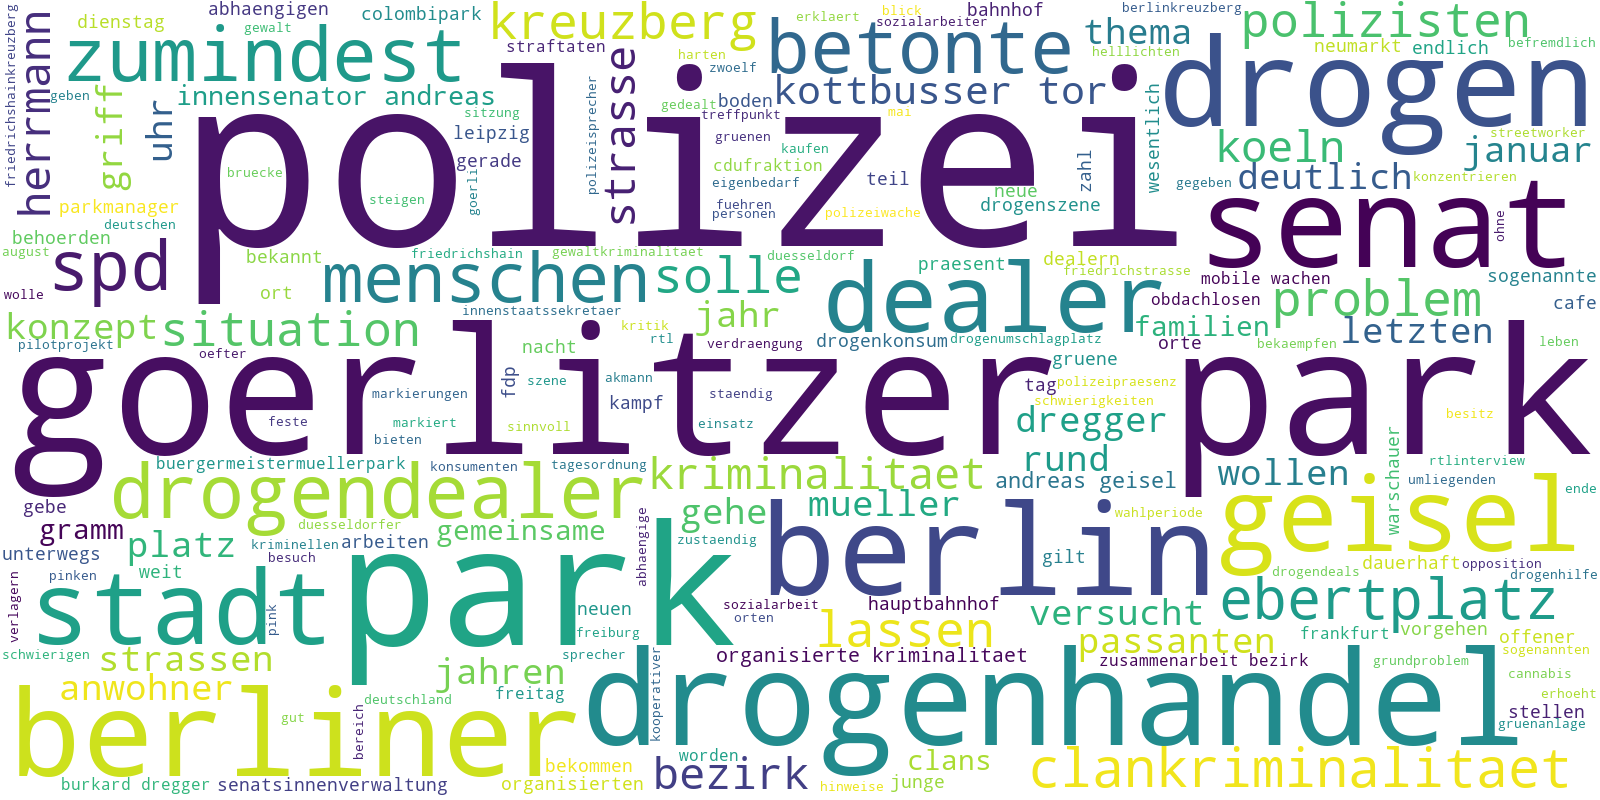 friedrichshainkreuzberg
herrmann
dienstag
abhaengigen
gewalt
colombipark
kreuzberg
erklaert
blick
sozialarbeiter
bahnhof
berlinkreuzberg
polizisten
zumindest
straftaten
harten
zwoelf
betonte
thema
helllichten
neumarkt
endlich
befremdlich
geben
griff
uhr
innensenator andreas
sitzung
leipzig
gerade
polizei
polizeisprecher
strasse
gedealt
boden
treffpunkt
gruenen
mai
kottbusser tor
drogen
wesentlich
streetworker
koeln
januar
kaufen
cdufraktion
eigenbedarf
teil
zahl
gegeben
deutlich
konzentrieren
bruecke
steigen
goerli
fuehren
personen
polizeiwache
neue
drogenszene
parkmanager
deutschen
behoerden
august
bekannt
friedrichshain
gewaltkriminalitaet
duesseldorf
praesent
dealern
friedrichstrasse
senat
ohne
spd
wolle
ort
menschen
solle
dealer
mobile wachen
obdachlosen
problem
sogenannte
cafe
innenstaatssekretaer
konzept
situation
jahr
kritik
rtl
verdraengung
drogenkonsum
drogenumschlagplatz
familien
orte
letzten
bekaempfen
leben
pilotprojekt
oefter
nacht
gruene
fdp
szene
akmann
markierungen
kampf
staendig
tag
polizeipraesenz
schwierigkeiten
goerlitzer park
feste
markiert
bieten
sinnvoll
einsatz
dregger
besitz
warschauer
buergermeistermuellerpark
konsumenten
tagesordnung
kriminalitaet
rund
andreas geisel
wollen
rtlinterview
umliegenden
ende
drogendealer
gebe
gramm
duesseldorfer
gemeinsame
abhaengige
gehe
mueller
wahlperiode
geisel
unterwegs
platz
kriminellen
arbeiten
besuch
zustaendig
berlin
gilt
dauerhaft
opposition
drogendeals
drogenhilfe
verlagern
pinken
weit
stadt
pink
park
neuen
freiburg
sozialarbeit
orten
hauptbahnhof
versucht
ebertplatz
schwierigen
strassen
jahren
sprecher
lassen
passanten
frankfurt
vorgehen
offener
sogenannten
kooperativer
organisierte kriminalitaet
zusammenarbeit bezirk
grundproblem
cannabis
anwohner
deutschland
freitag
erhoeht
stellen
gruenanlage
berliner
gut
bereich
drogenhandel
worden
bekommen
organisierten
bezirk
clans
junge
hinweise
clankriminalitaet
burkard dregger
senatsinnenverwaltung